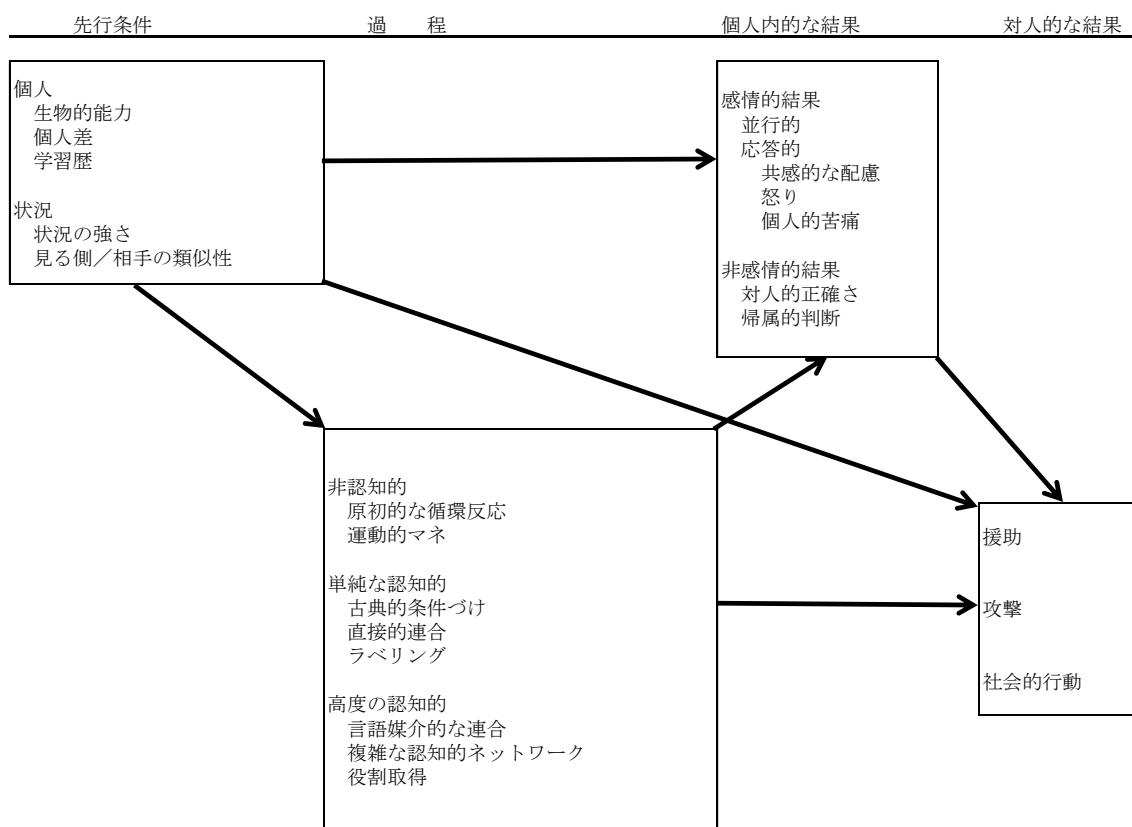 先行条件
過 程
個人内的な結果
対人的な結果
個人
生物的能力
個人差
学習歴
状況
状況の強さ
見る側／相手の類似性
非認知的
原初的な循環反応
運動的マネ
単純な認知的
古典的条件づけ
直接的連合
ラベリング
高度の認知的
言語媒介的な連合
複雑な認知的ネットワーク
役割取得
感情的結果
並行的
応答的
共感的な配慮
怒り
個人的苦痛
非感情的結果
対人的正確さ
帰属的判断
援助
攻撃
社会的行動